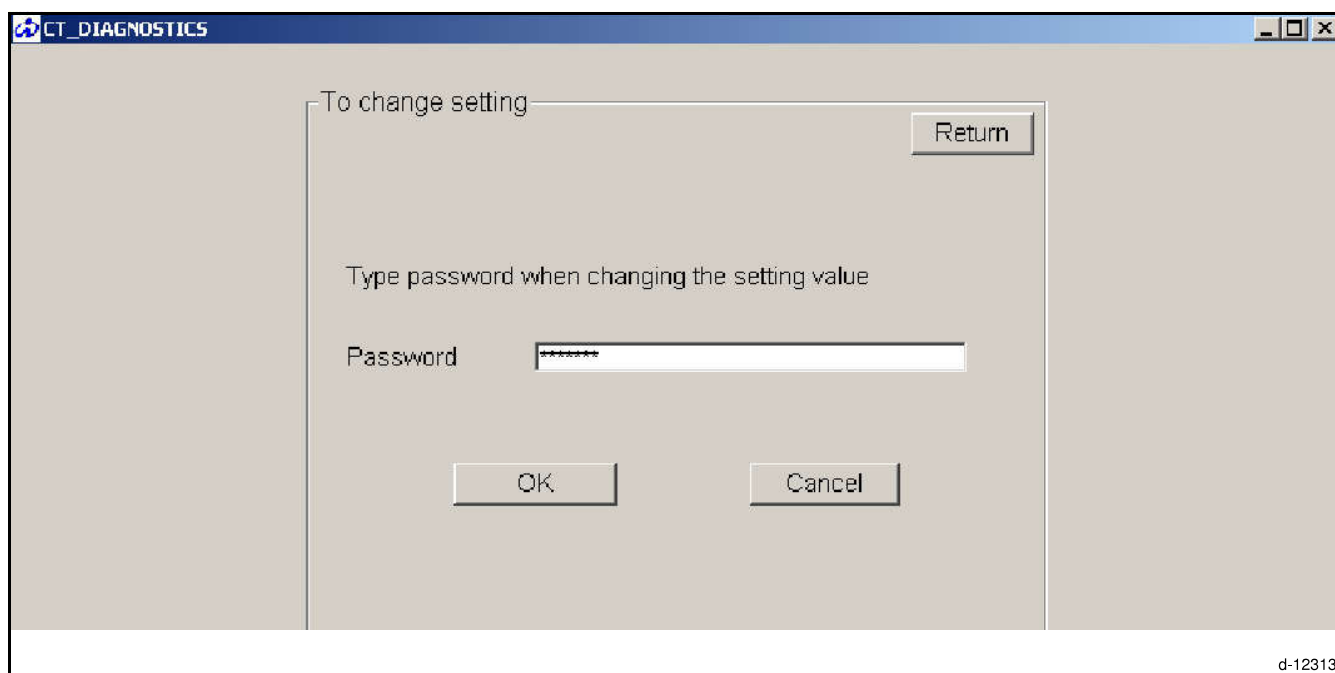 CT_DIAGNOSTICS
To change setting
Return
Type password when changing the setting value
Password *******
OK Cancel
d-12313